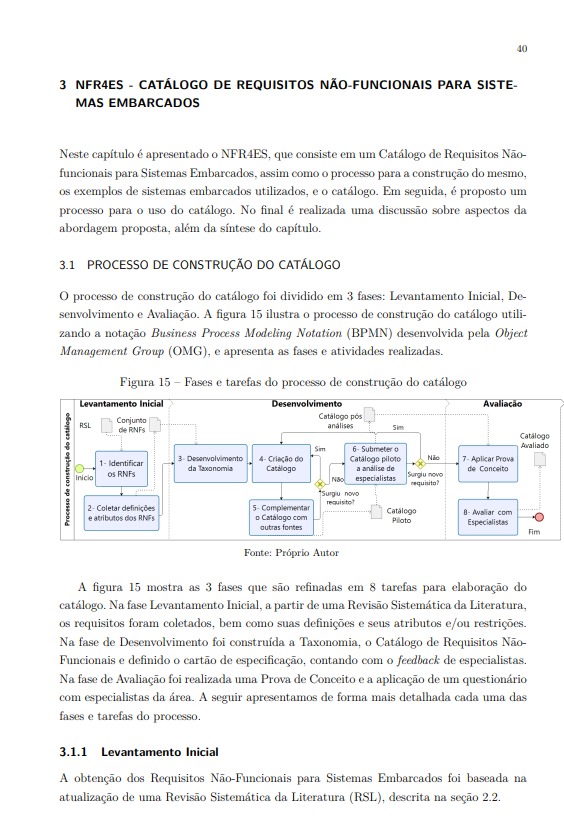 40
3 NFR4ES - CATÁLOGO DE REQUISITOS NÃO-FUNCIONAIS PARA SISTE-
MAS EMBARCADOS
Neste capítulo é apresentado o NFR4ES, que consiste em um Catálogo de Requisitos Não-
funcionais para Sistemas Embarcados, assim como o processo para a construção do mesmo,
os exemplos de sistemas embarcados utilizados, e o catálogo. Em seguida, é proposto um
processo para o uso do catálogo. No final é realizada uma discussão sobre aspectos da
abordagem proposta, além da síntese do capítulo.
3.1 PROCESSO DE CONSTRUÇÃO DO CATÁLOGO
O processo de construção do catálogo foi dividido em 3 fases: Levantamento Inicial, De-
senvolvimento e Avaliação. A figura 15 ilustra o processo de construção do catálogo utili-
zando a notação Business Process Modeling Notation (BPMN) desenvolvida pela Object
Management Group (OMG), e apresenta as fases e atividades realizadas.
Figura 15 – Fases e tarefas do processo de construção do catálogo
Processo de construção do catálogo
Levantamento Inicial
RSL
Conjunto
de RNFs
Inicio
1- Identificar
os RNFs
2- Coletar definições
e atributos dos RNFs
Desenvolvimento
Catálogo pós
análises
3- Desenvolvimento
da Taxonomia
4- Criação do
Catálogo
5- Complementar
o Catálogo com
outras fontes
Sim
Não
Surgiu novo
requisito?
6- Submeter o
Catálogo piloto
a análise de
especialistas
Catálogo
Piloto
Sim
Não
Surgiu novo
requisito?
Avaliação
7- Aplicar Prova
de Conceito
Catálogo
Avaliado
8- Avaliar com
Especialistas
Fim
Fonte: Próprio Autor
A figura 15 mostra as 3 fases que são refinadas em 8 tarefas para elaboração do
catálogo. Na fase Levantamento Inicial, a partir de uma Revisão Sistemática da Literatura,
os requisitos foram coletados, bem como suas definições e seus atributos e/ou restrições.
Na fase de Desenvolvimento foi construída a Taxonomia, o Catálogo de Requisitos Não-
Funcionais e definido o cartão de especificação, contando com o feedback de especialistas.
Na fase de Avaliação foi realizada uma Prova de Conceito e a aplicação de um questionário
com especialistas da área. A seguir apresentamos de forma mais detalhada cada uma das
fases e tarefas do processo.
3.1.1 Levantamento Inicial
A obtenção dos Requisitos Não-Funcionais para Sistemas Embarcados foi baseada na
atualização de uma Revisão Sistemática da Literatura (RSL), descrita na seção 2.2.